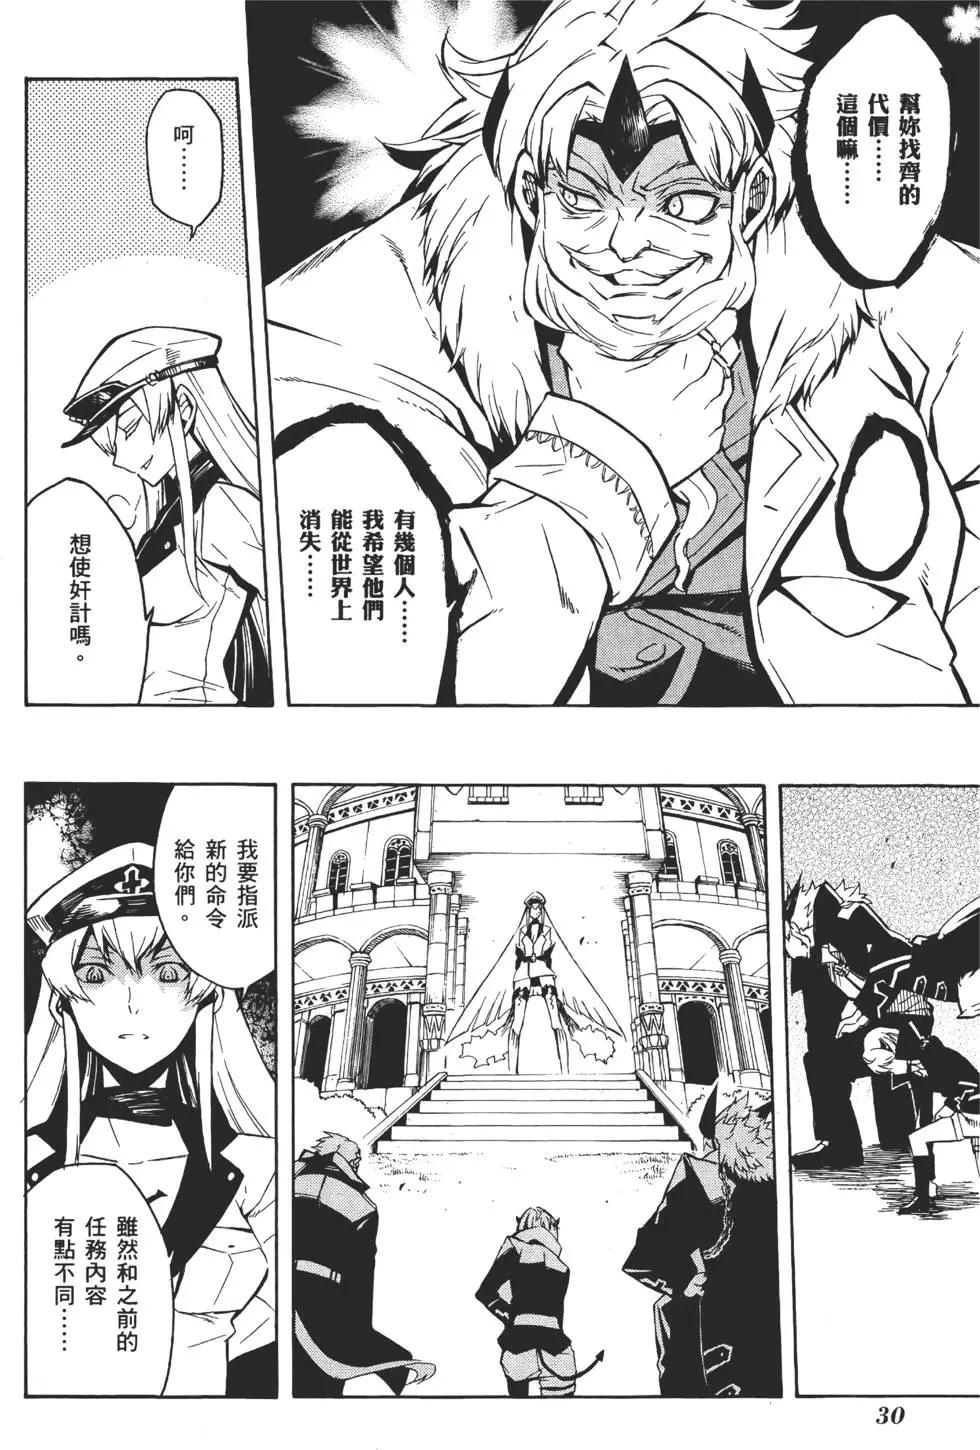 幫妳找齊的
代價……
這個嘛……
有幾個人……
我希望他們
能從世界上
消失……
呵……
想使奸計嗎。
我要指派
新的命令
給你們。
雖然和之前的
任務內容
有點不同……
30